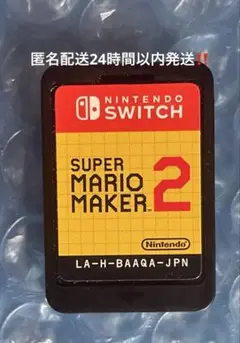 匿名配送24時間以内発送‼️
NINTENDO
SWITCH
SUPER
MARIO
MAKER™ 2
Nintendo
LA-H-BAAQA-JPN